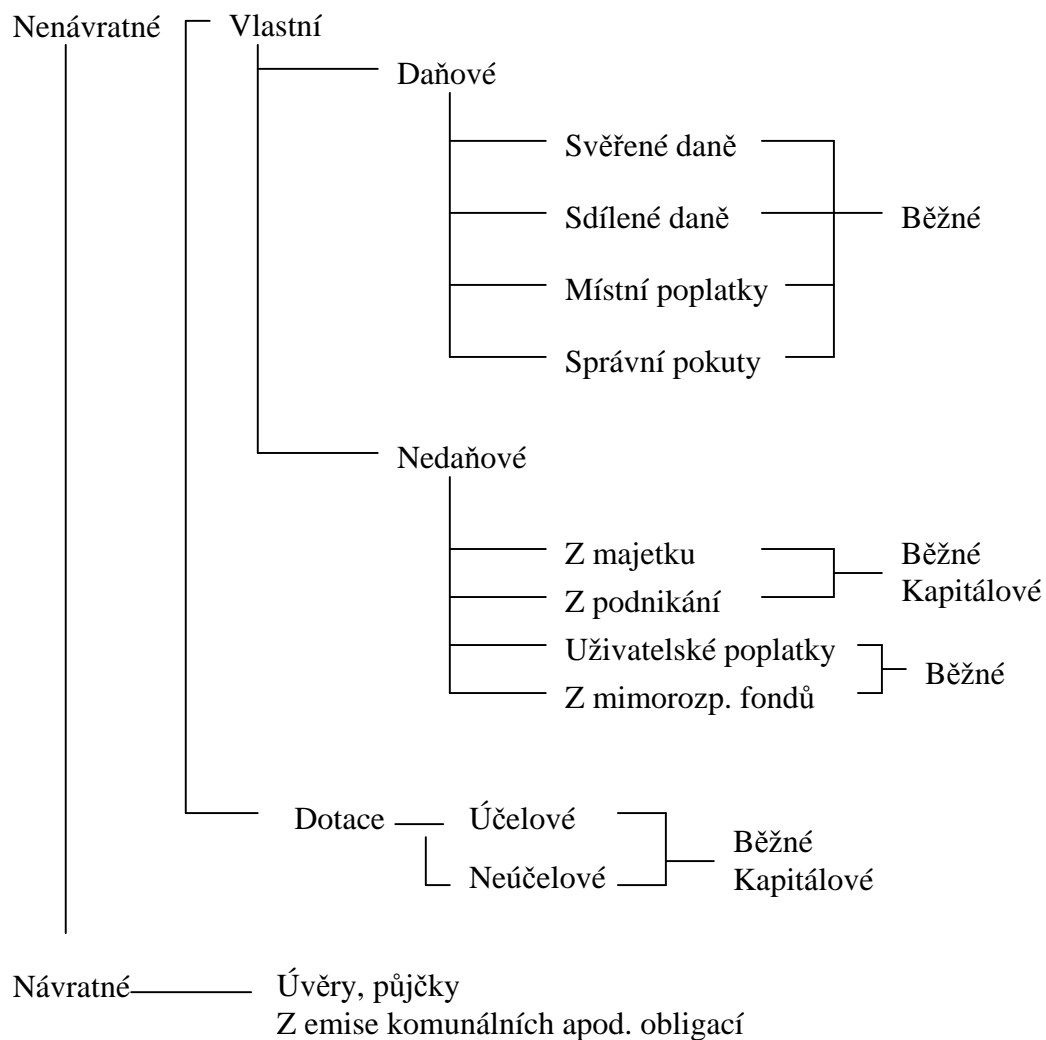 Nenávratné
Vlastní
Daňové
Svěřené daně
Sdílené daně
Běžné
Místní poplatky
Správní pokuty
Nedaňové
Z majetku
Běžné
Kapitálové
Z podnikání
Uživatelské poplatky
Běžné
Z mimorozp. fondů
Dotace
Účelové
Běžné
Neúčelové
Kapitálové
Návratné
Úvěry, půjčky
Z emise komunálních apod. obligací